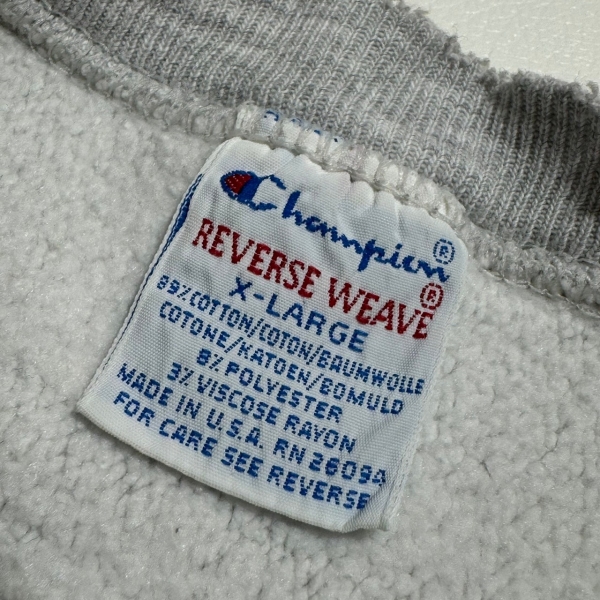 Champion®
REVERSE WEAVE®
X-LARGE
89% COTTON/COTON/BAUMWOLLE
COTONE/KATOEN/BOMULD
8% POLYESTER
3% VISCOSE RAYON
MADE IN U.S.A. RN 26094
FOR CARE SEE REVERSE